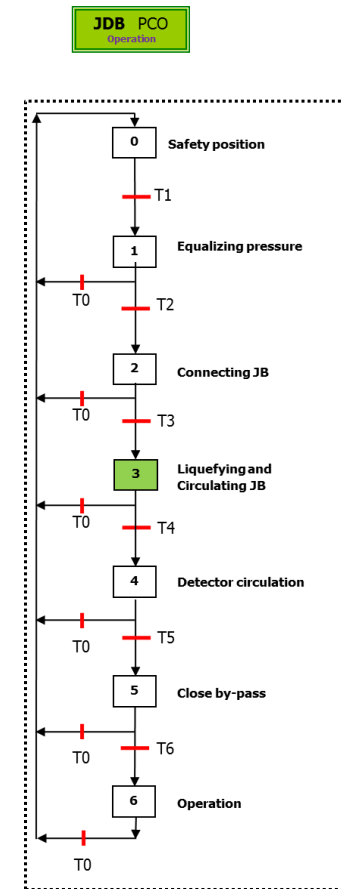 JDB PCO
Operation
0
Safety position
T1
1
Equalizing pressure
T0
T2
2
Connecting JB
T0
T3
3
Liquefying and
Circulating JB
T0
T4
4
Detector circulation
T0
T5
5
Close by-pass
T0
T6
6
Operation
T0